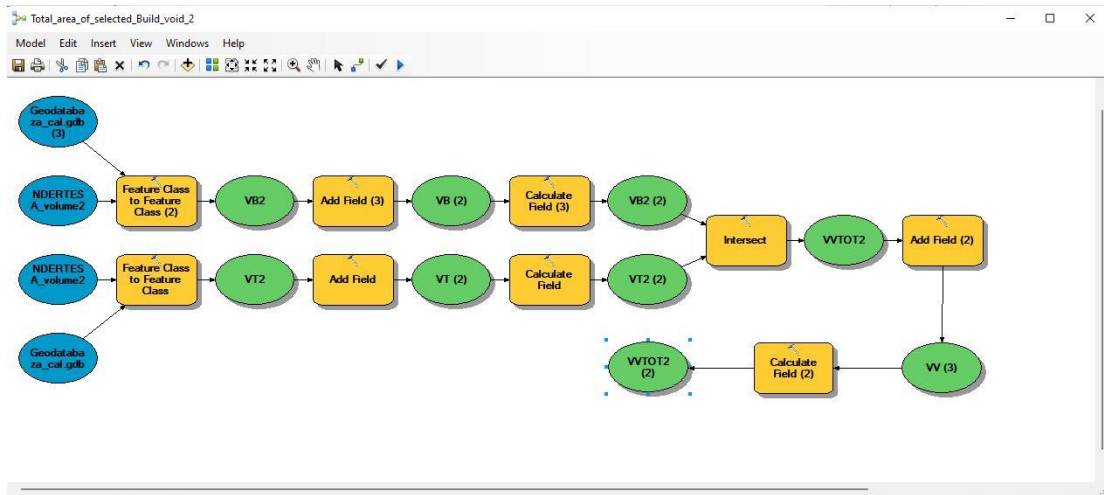 Total_area_of_selected_Build_void_2
Model Edit Insert View Windows Help
Geodataba
za_cal.gdb
(3)
NDERTES
A_volume2
Feature Class
to Feature
Class (2)
VB2
Add Field (3)
VB (2)
Calculate
Field (3)
VB2 (2)
Intersect
VVTOT2
Add Field (2)
NDERTES
A_volume2
Feature Class
to Feature
Class
VT2
Add Field
VT (2)
Calculate
Field
VT2 (2)
Geodataba
za_cal.gdb
VVTOT2
(2)
Calculate
Field (2)
VV (3)